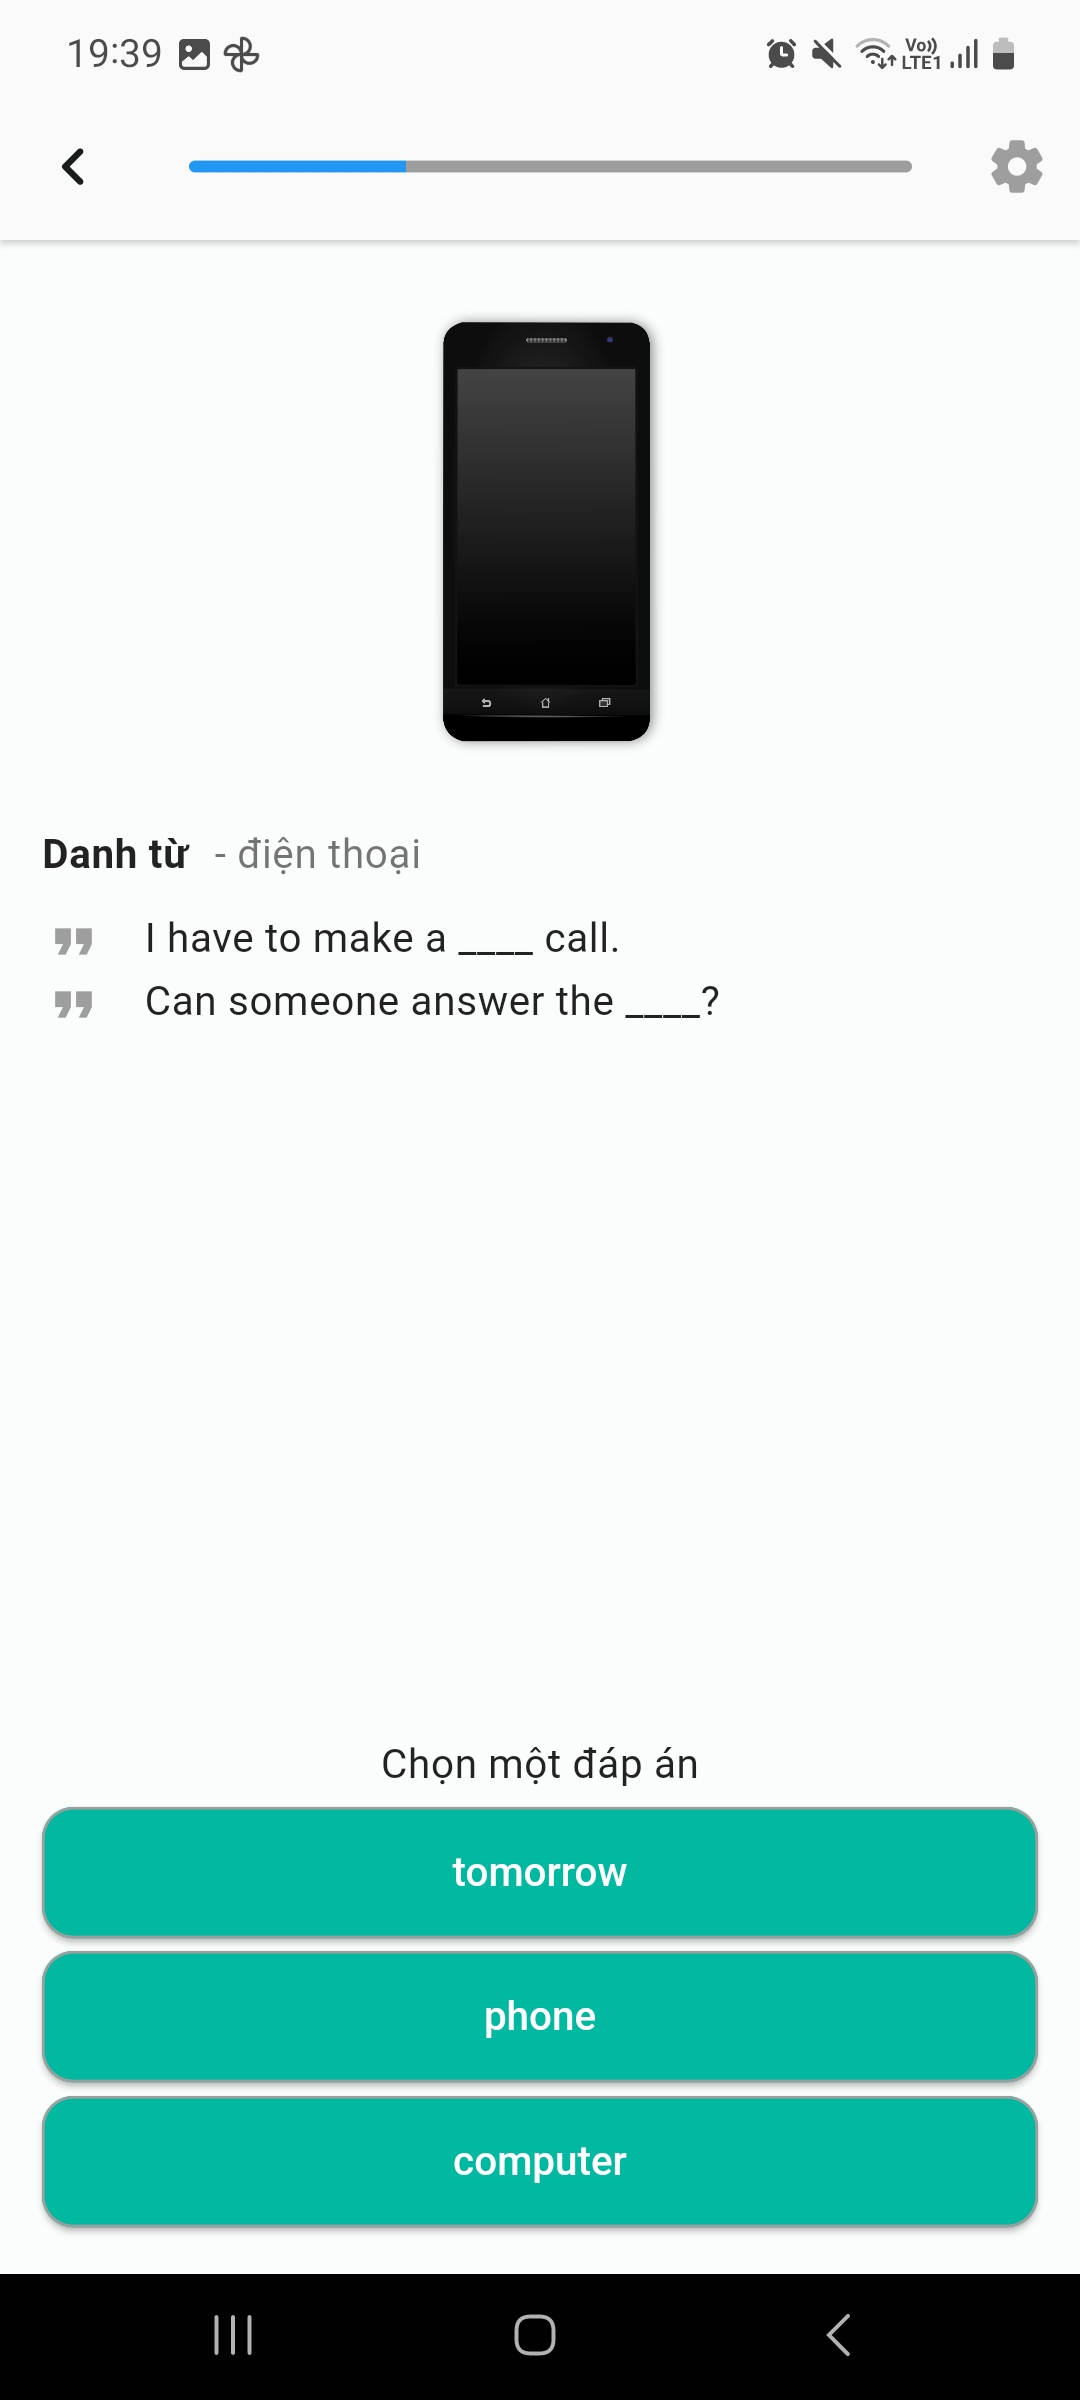 19:39
Vo)) LTE1
Danh từ - điện thoại
I have to make a ____ call.
Can someone answer the ____?
Chọn một đáp án
tomorrow
phone
computer